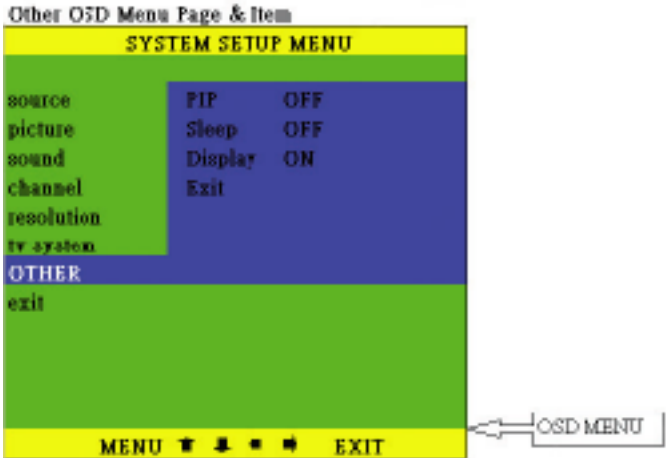 Other OSD Menu Page & Item
SYSTEM SETUP MENU
source PIP OFF
picture Sleep OFF
sound Display ON
channel Exit
resolution
tv system
OTHER
exit
MENU EXIT
OSD MENU